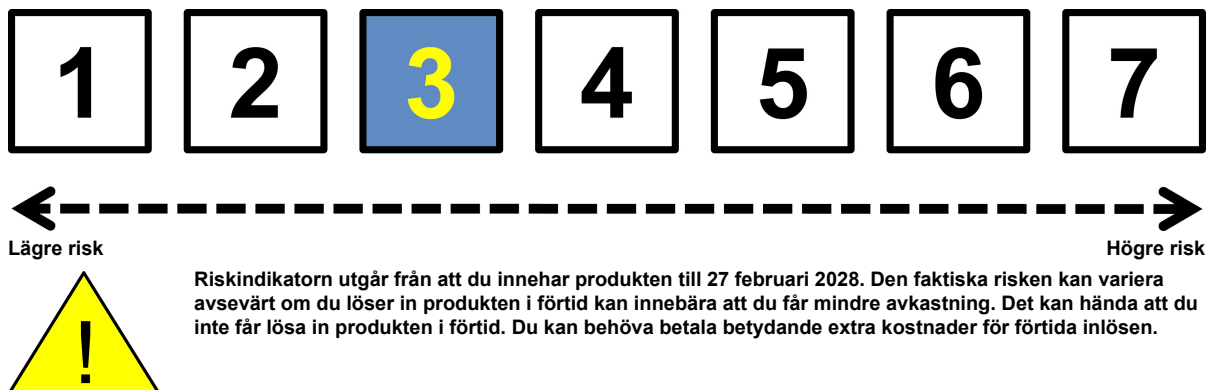 1 2 3 4 5 6 7
Lägre risk Högre risk
Riskindikatorn utgår från att du innehar produkten till 27 februari 2028. Den faktiska risken kan variera
avsevärt om du löser in produkten i förtid kan innebära att du får mindre avkastning. Det kan hända att du
inte får lösa in produkten i förtid. Du kan behöva betala betydande extra kostnader för förtida inlösen.
!